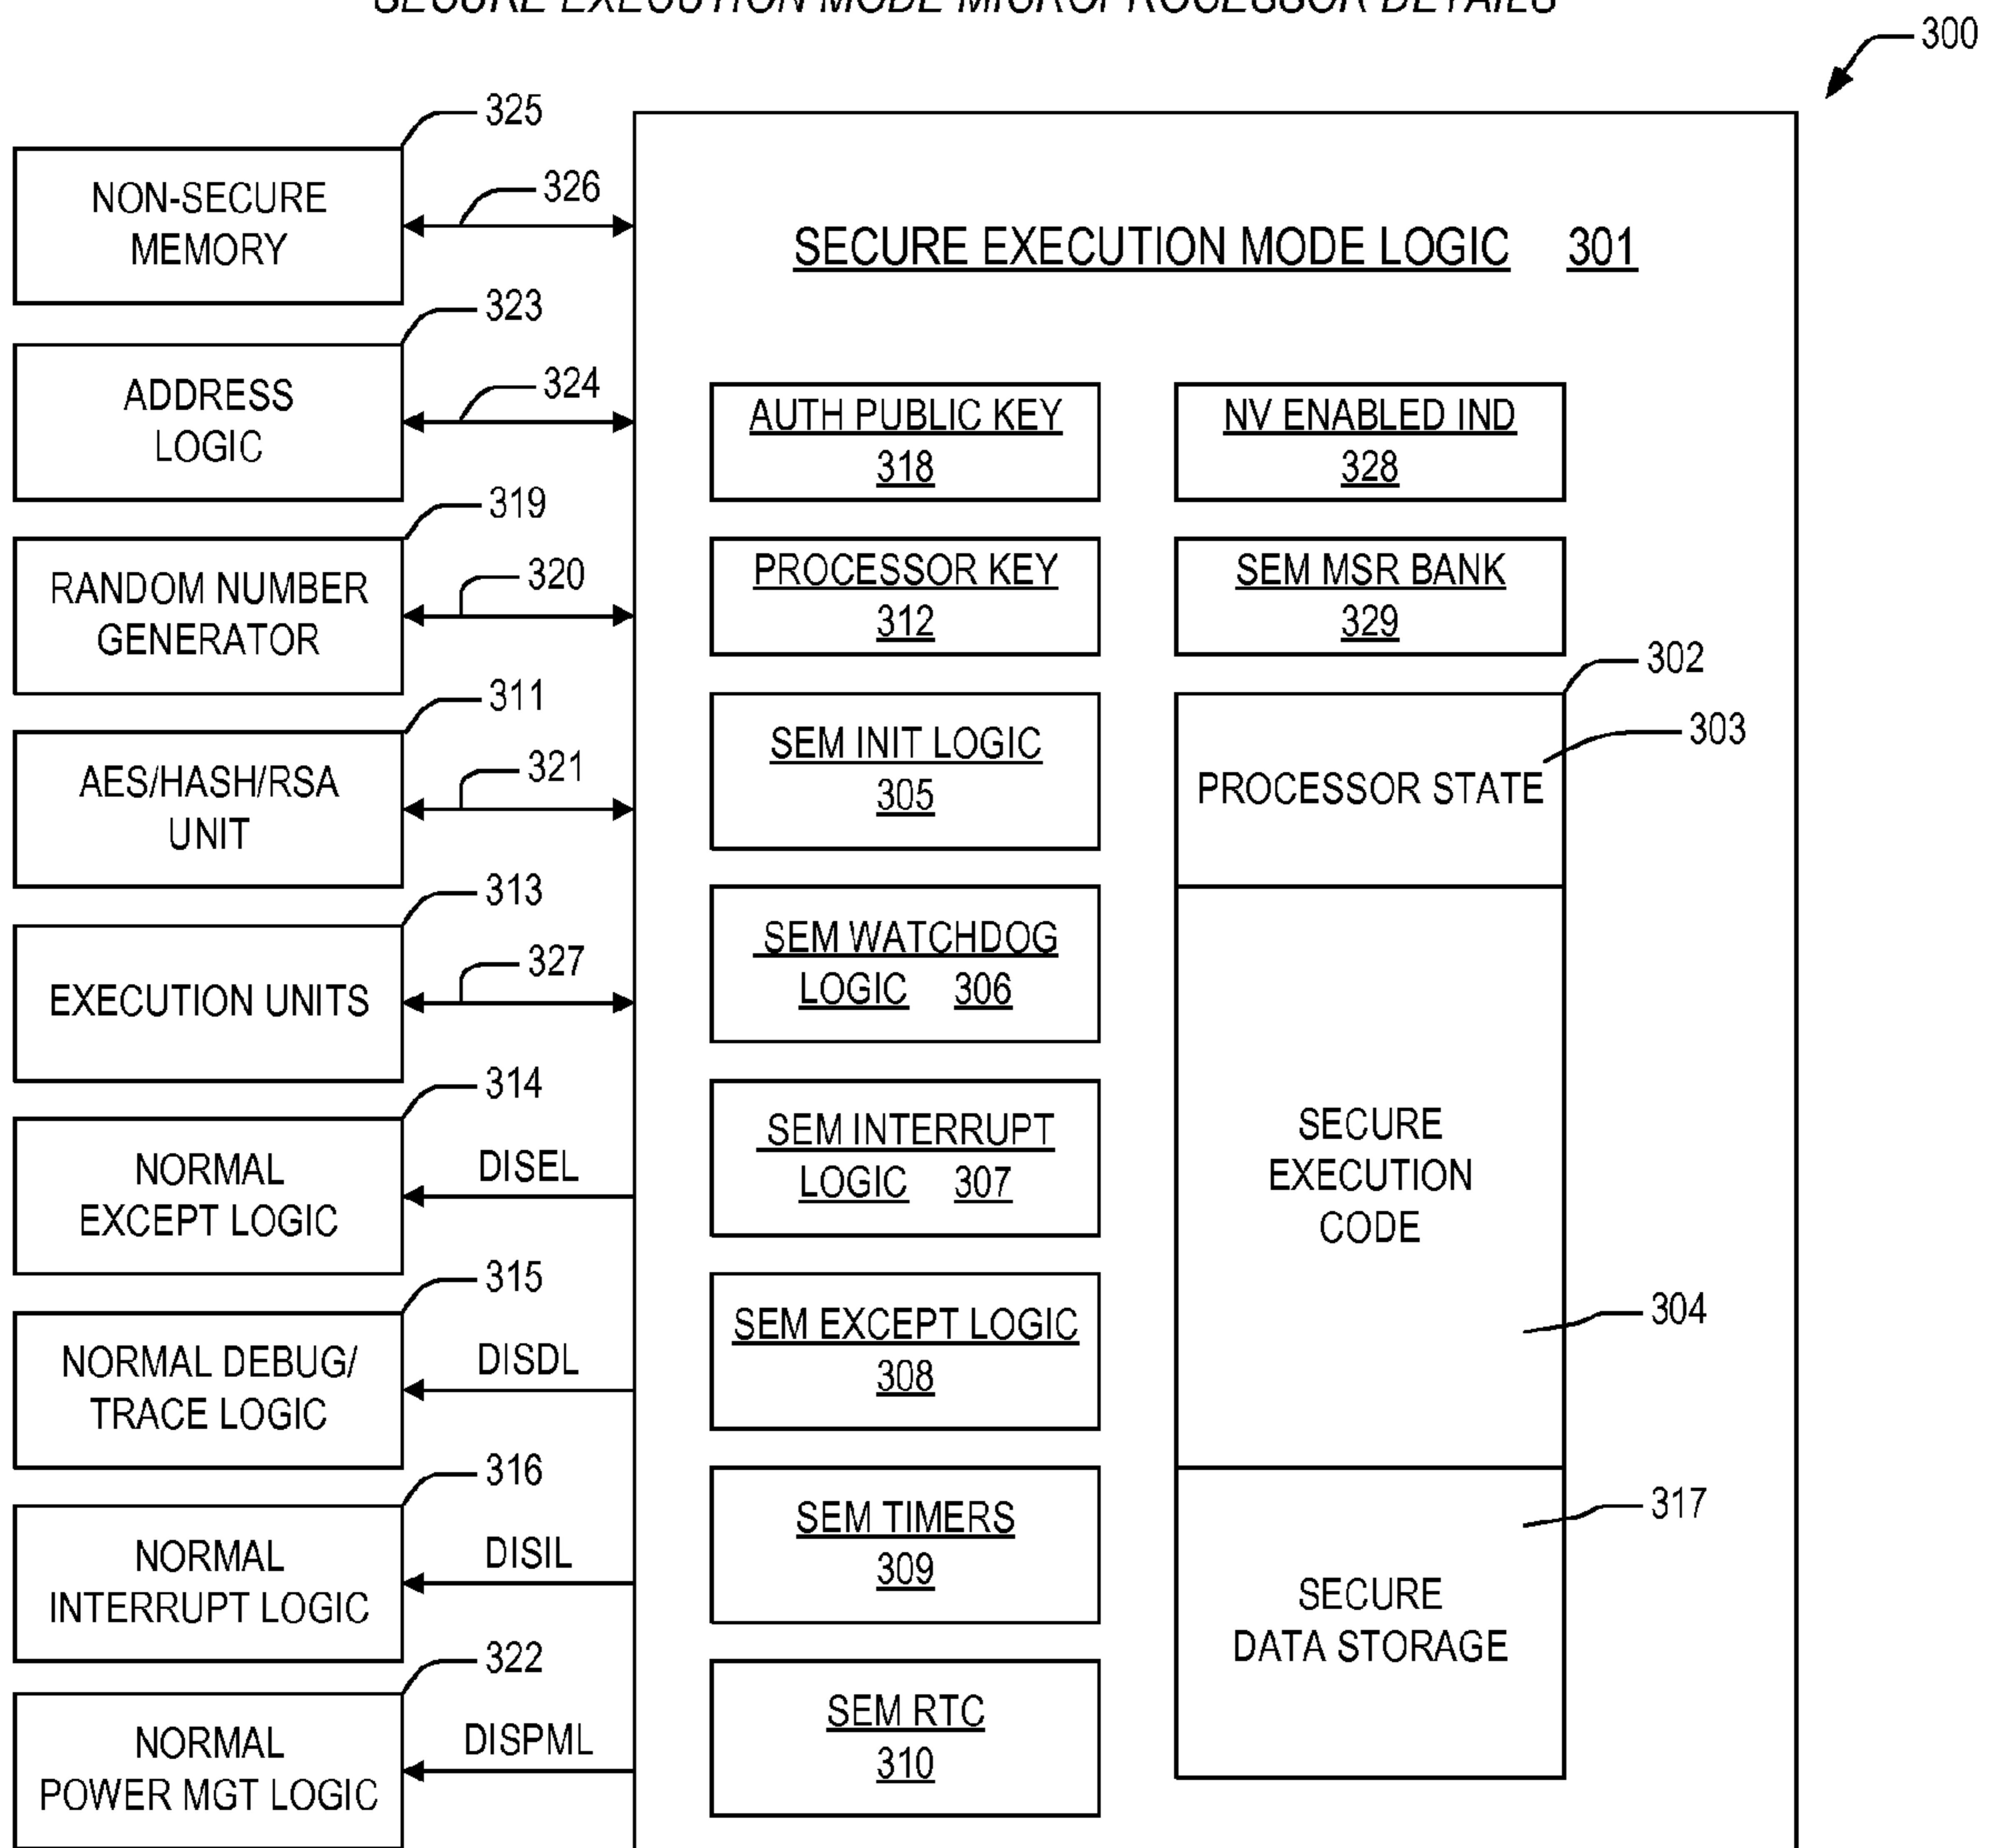 SECURE EXECUTION MODE MICROPROCESSOR DETAILS
300
325
NON-SECURE
MEMORY
326
323
ADDRESS
LOGIC
324
319
RANDOM NUMBER
GENERATOR
320
311
AES/HASH/RSA
UNIT
321
313
EXECUTION UNITS
327
314
NORMAL
EXCEPT LOGIC
DISEL
315
NORMAL DEBUG/
TRACE LOGIC
DISDL
316
NORMAL
INTERRUPT LOGIC
DISIL
322
NORMAL
POWER MGT LOGIC
DISPML
SECURE EXECUTION MODE LOGIC 301
AUTH PUBLIC KEY
318
PROCESSOR KEY
312
SEM INIT LOGIC
305
SEM WATCHDOG
LOGIC 306
SEM INTERRUPT
LOGIC 307
SEM EXCEPT LOGIC
308
SEM TIMERS
309
SEM RTC
310
NV ENABLED IND
328
SEM MSR BANK
329
302
303
PROCESSOR STATE
SECURE
EXECUTION
CODE
304
317
SECURE
DATA STORAGE